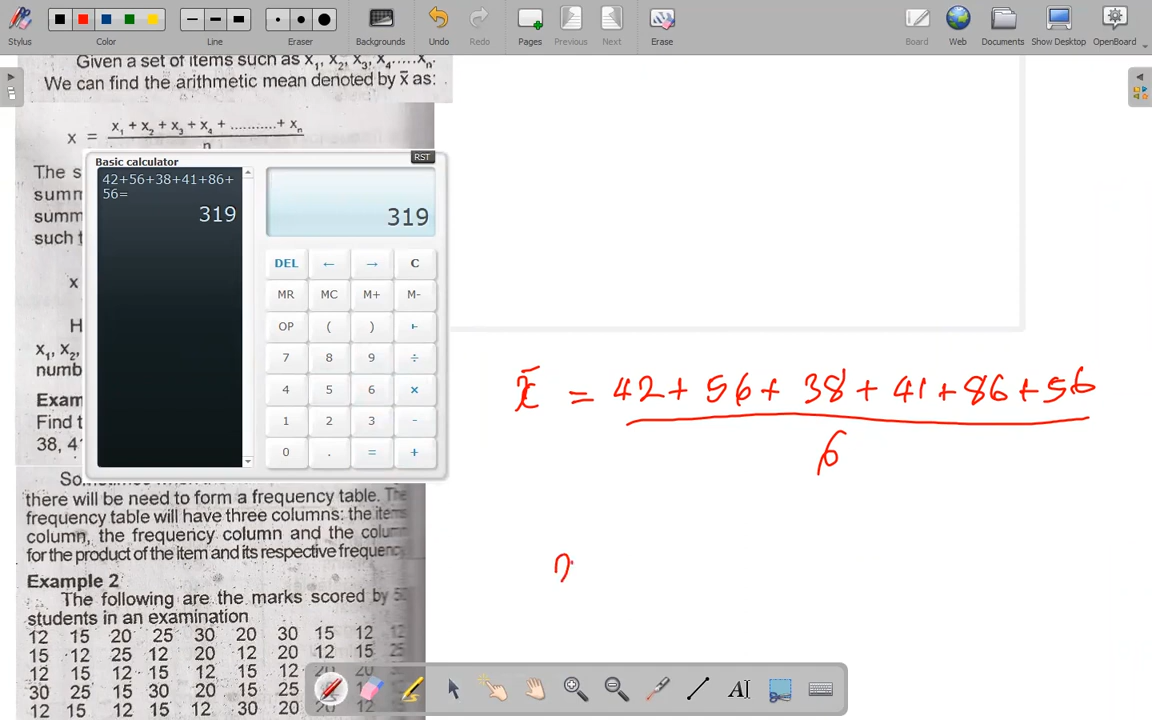 Stylus Color Line Eraser Backgrounds Undo Redo Pages Previous Next Erase Board Web Documents Show Desktop OpenBoard
Given a set of items such as x₁, x₂, x₃, x₄.....xₙ.
We can find the arithmetic mean denoted by x̄ as:
x = x₁ + x₂ + x₃ + x₄ + ........... + xₙ
n
The s
summ
summ
such t
x
H
x₁, x₂,
numb
Exam
Find t
38, 41
Basic calculator
RST
42+56+38+41+86+
56=
319
319
DEL ← → C
MR MC M+ M-
OP ( )
7 8 9 ÷
4 5 6 ×
1 2 3 -
0 . = +
x̄ = 42 + 56 + 38 + 41 + 86 + 56
6
there will be need to form a frequency table. The
frequency table will have three columns: the items
column, the frequency column and the column
for the product of the item and its respective frequency
Example 2
The following are the marks scored by 50
students in an examination
12 15 20 25 30 20 30 15 12 12
15 12 25 12 20 12 20 12 15 25
12 15 12 15 12 15 12 20 20
30 25 15 30 20 15 25
12 15 12 15 12 30 20 12